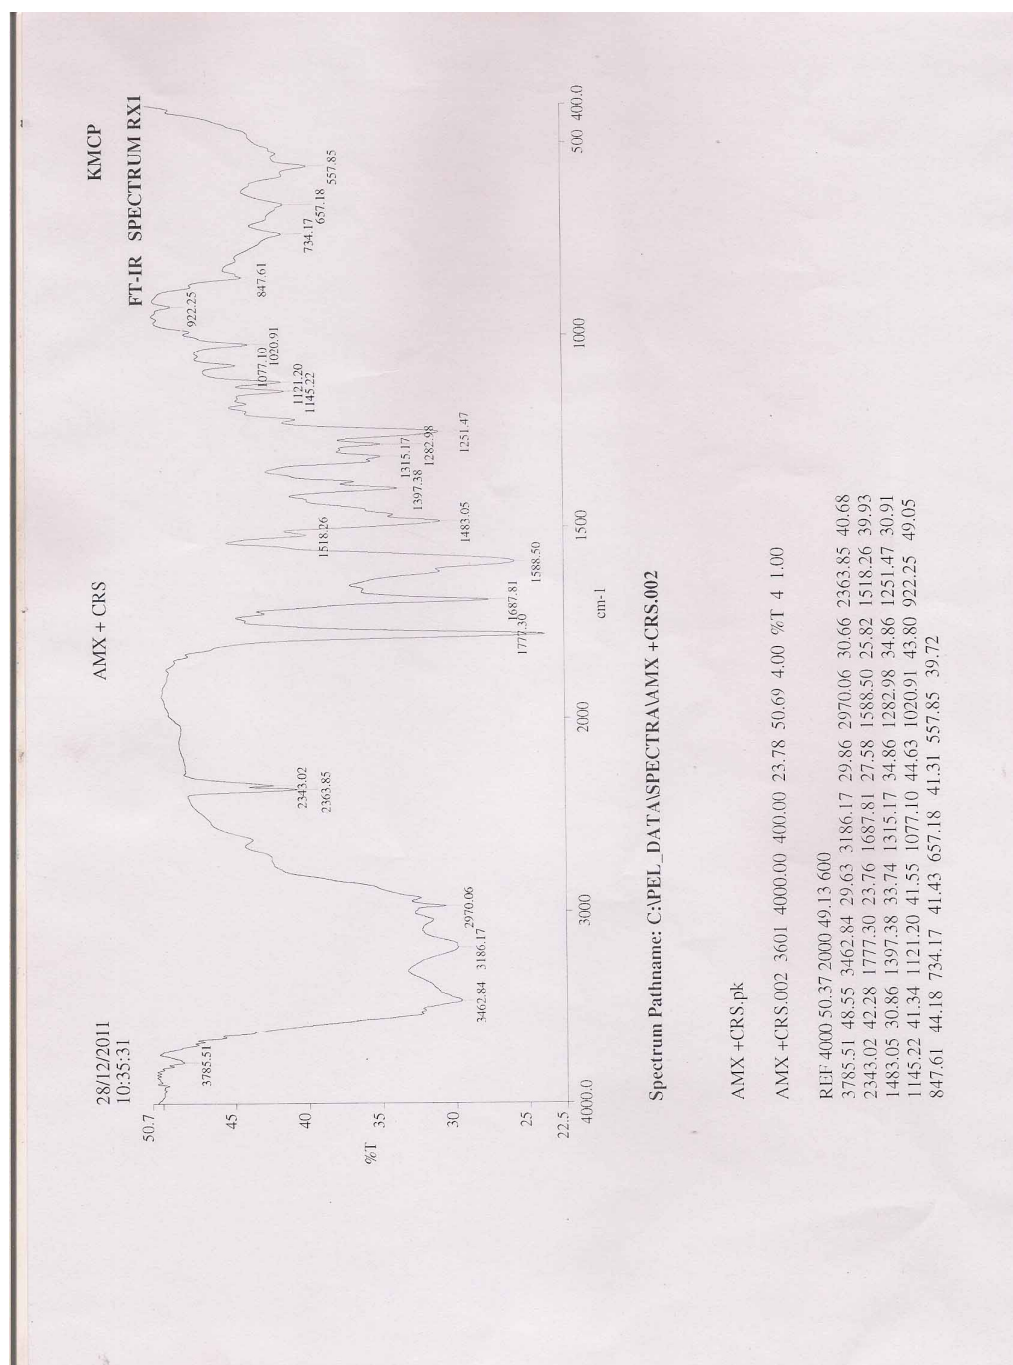 28/12/2011
10:35:31
AMX + CRS
KMCP
FT-IR SPECTRUM RX1
50.7
45
40
%T 35
30
22.5
4000.0
3000
2000
1500
1000
500 400.0
cm-1
3785.51
3462.84
3186.17
2970.06
2363.85
2343.02
1777.30
1687.81
1588.50
1518.26
1483.05
1397.38
1315.17
1282.98
1251.47
1145.22
1121.20
1077.10
1020.91
922.25
847.61
734.17
657.18
557.85
Spectrum Pathname: C:\PEL_DATA\SPECTRA\AMX +CRS.002
AMX +CRS.pk
AMX +CRS.002 3601 4000.00 400.00 23.78 50.69 4.00 %T 4 1.00
REF 4000 50.37 2000 49.13 600
3785.51 48.55 3462.84 29.63 3186.17 29.86 2970.06 30.66 2363.85 40.68
2343.02 42.28 1777.30 23.76 1687.81 27.58 1588.50 25.82 1518.26 39.93
1483.05 30.86 1397.38 33.74 1315.17 34.86 1282.98 34.86 1251.47 30.91
1145.22 41.34 1121.20 41.55 1077.10 44.63 1020.91 43.80 922.25 49.05
847.61 44.18 734.17 41.43 657.18 41.31 557.85 39.72